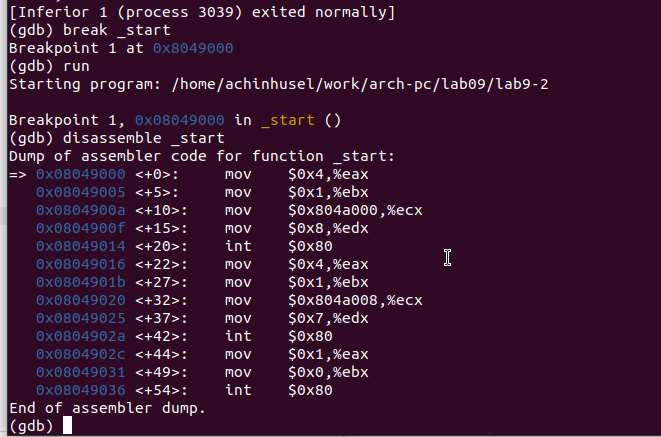 [Inferior 1 (process 3039) exited normally]
(gdb) break _start
Breakpoint 1 at 0x8049000
(gdb) run
Starting program: /home/achinhusel/work/arch-pc/lab09/lab9-2

Breakpoint 1, 0x08049000 in _start ()
(gdb) disassemble _start
Dump of assembler code for function _start:
=> 0x08049000 <+0>:     mov    $0x4,%eax
   0x08049005 <+5>:     mov    $0x1,%ebx
   0x0804900a <+10>:    mov    $0x804a000,%ecx
   0x0804900f <+15>:    mov    $0x8,%edx
   0x08049014 <+20>:    int    $0x80
   0x08049016 <+22>:    mov    $0x4,%eax
   0x0804901b <+27>:    mov    $0x1,%ebx
   0x08049020 <+32>:    mov    $0x804a008,%ecx
   0x08049025 <+37>:    mov    $0x7,%edx
   0x0804902a <+42>:    int    $0x80
   0x0804902c <+44>:    mov    $0x1,%eax
   0x08049031 <+49>:    mov    $0x0,%ebx
   0x08049036 <+54>:    int    $0x80
End of assembler dump.
(gdb)